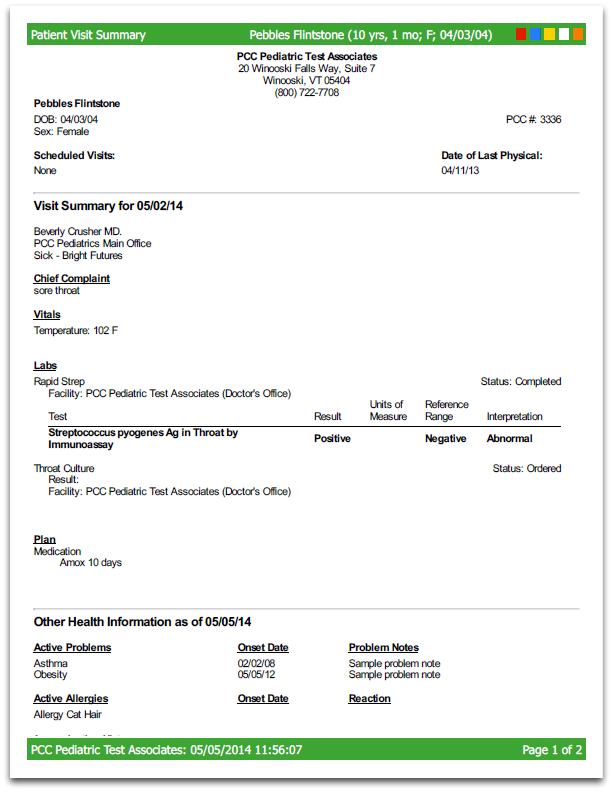 Patient Visit Summary Pebbles Flintstone (10 yrs, 1 mo; F; 04/03/04)
PCC Pediatric Test Associates
20 Winooski Falls Way, Suite 7
Winooski, VT 05404
(800) 722-7708
Pebbles Flintstone
DOB: 04/03/04 PCC #: 3336
Sex: Female
Scheduled Visits: Date of Last Physical:
None 04/11/13
Visit Summary for 05/02/14
Beverly Crusher MD.
PCC Pediatrics Main Office
Sick - Bright Futures
Chief Complaint
sore throat
Vitals
Temperature: 102 F
Labs
Rapid Strep Status: Completed
Facility: PCC Pediatric Test Associates (Doctor's Office)
Units of Reference
Test Result Measure Range Interpretation
Streptococcus pyogenes Ag in Throat by
Immunoassay Positive Negative Abnormal
Throat Culture Status: Ordered
Result:
Facility: PCC Pediatric Test Associates (Doctor's Office)
Plan
Medication
Amox 10 days
Other Health Information as of 05/05/14
Active Problems Onset Date Problem Notes
Asthma 02/02/08 Sample problem note
Obesity 05/05/12 Sample problem note
Active Allergies Onset Date Reaction
Allergy Cat Hair
PCC Pediatric Test Associates: 05/05/2014 11:56:07 Page 1 of 2